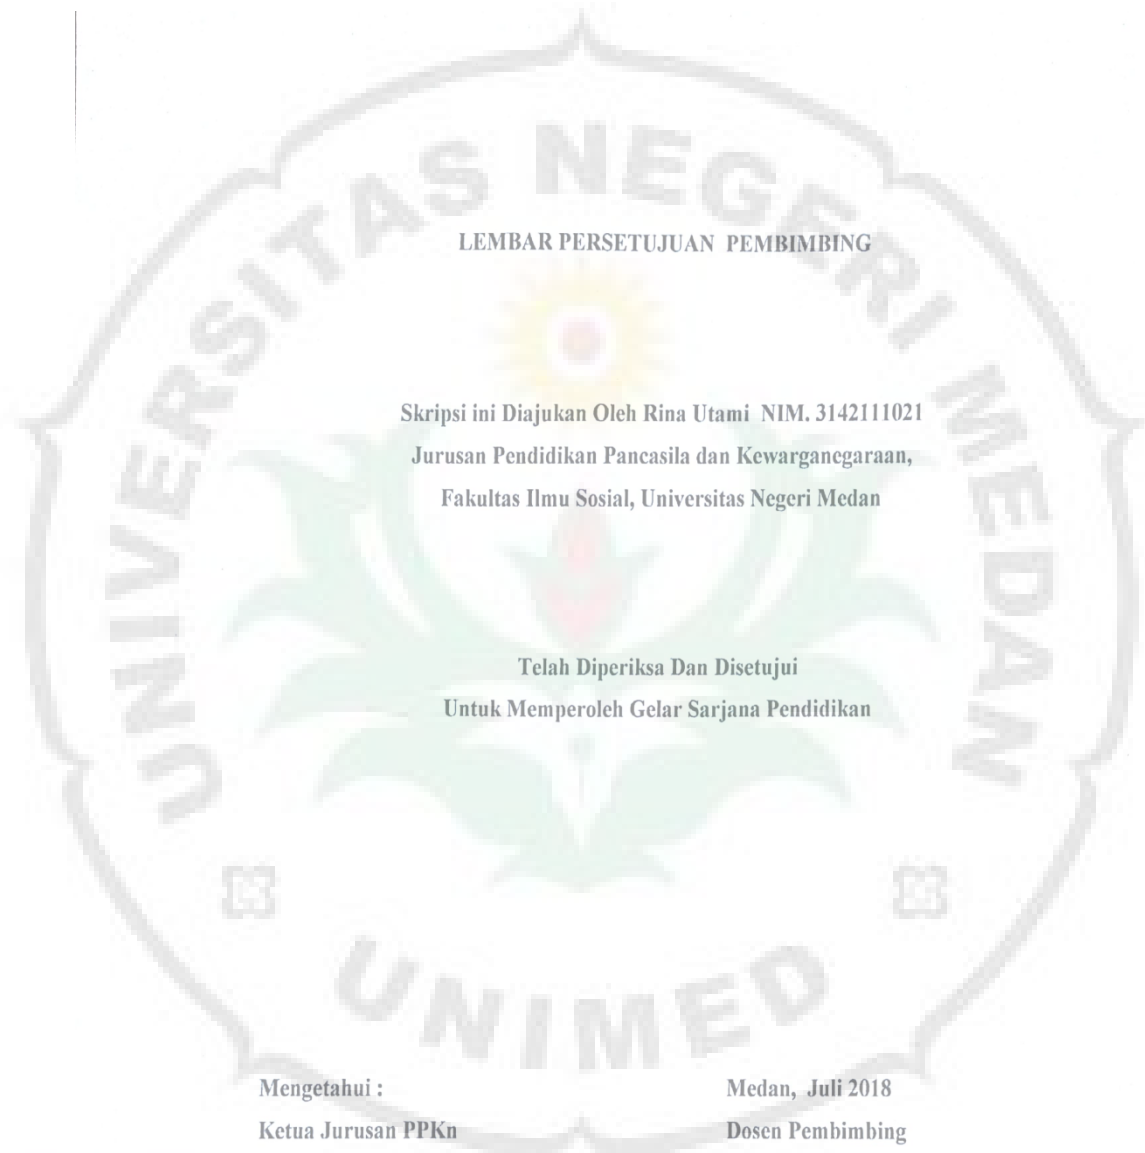 UNIVERSITAS NEGERI MEDAN
LEMBAR PERSETUJUAN PEMBIMBING
Skripsi ini Diajukan Oleh Rina Utami NIM. 3142111021
Jurusan Pendidikan Pancasila dan Kewarganegaraan,
Fakultas Ilmu Sosial, Universitas Negeri Medan
Telah Diperiksa Dan Disetujui
Untuk Memperoleh Gelar Sarjana Pendidikan
UNIMED
Mengetahui : Medan, Juli 2018
Ketua Jurusan PPKn Dosen Pembimbing